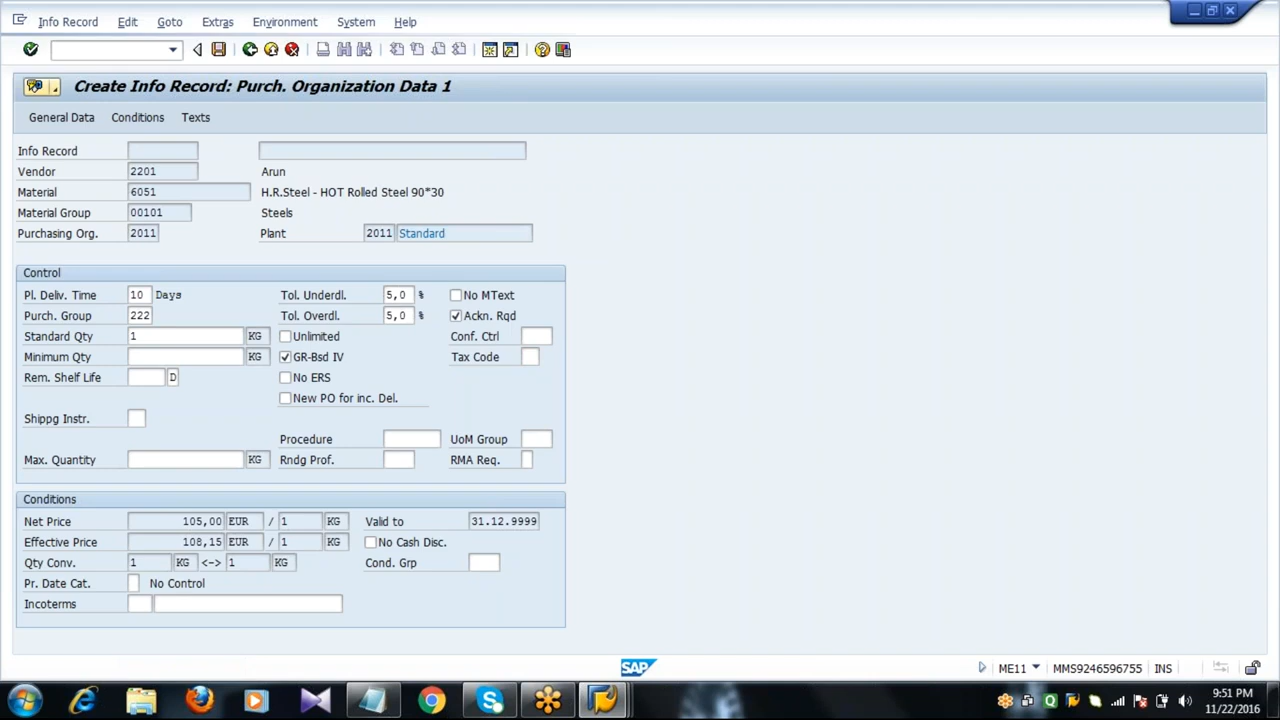 Info Record Edit Goto Extras Environment System Help
Create Info Record: Purch. Organization Data 1
General Data Conditions Texts
Info Record
Vendor 2201 Arun
Material 6051 H.R.Steel - HOT Rolled Steel 90*30
Material Group 00101 Steels
Purchasing Org. 2011 Plant 2011 Standard
Control
Pl. Deliv. Time 10 Days Tol. Underdl. 5,0 % No MText
Purch. Group 222 Tol. Overdl. 5,0 % Ackn. Rqd
Standard Qty 1 KG Unlimited Conf. Ctrl
Minimum Qty KG GR-Bsd IV Tax Code
Rem. Shelf Life D No ERS
New PO for inc. Del.
Shippg Instr.
Procedure UoM Group
Max. Quantity KG Rndg Prof. RMA Req.
Conditions
Net Price 105,00 EUR / 1 KG Valid to 31.12.9999
Effective Price 108,15 EUR / 1 KG No Cash Disc.
Qty Conv. 1 KG <-> 1 KG Cond. Grp
Pr. Date Cat. No Control
Incoterms
SAP
ME11 MMS9246596755 INS
9:51 PM
11/22/2016